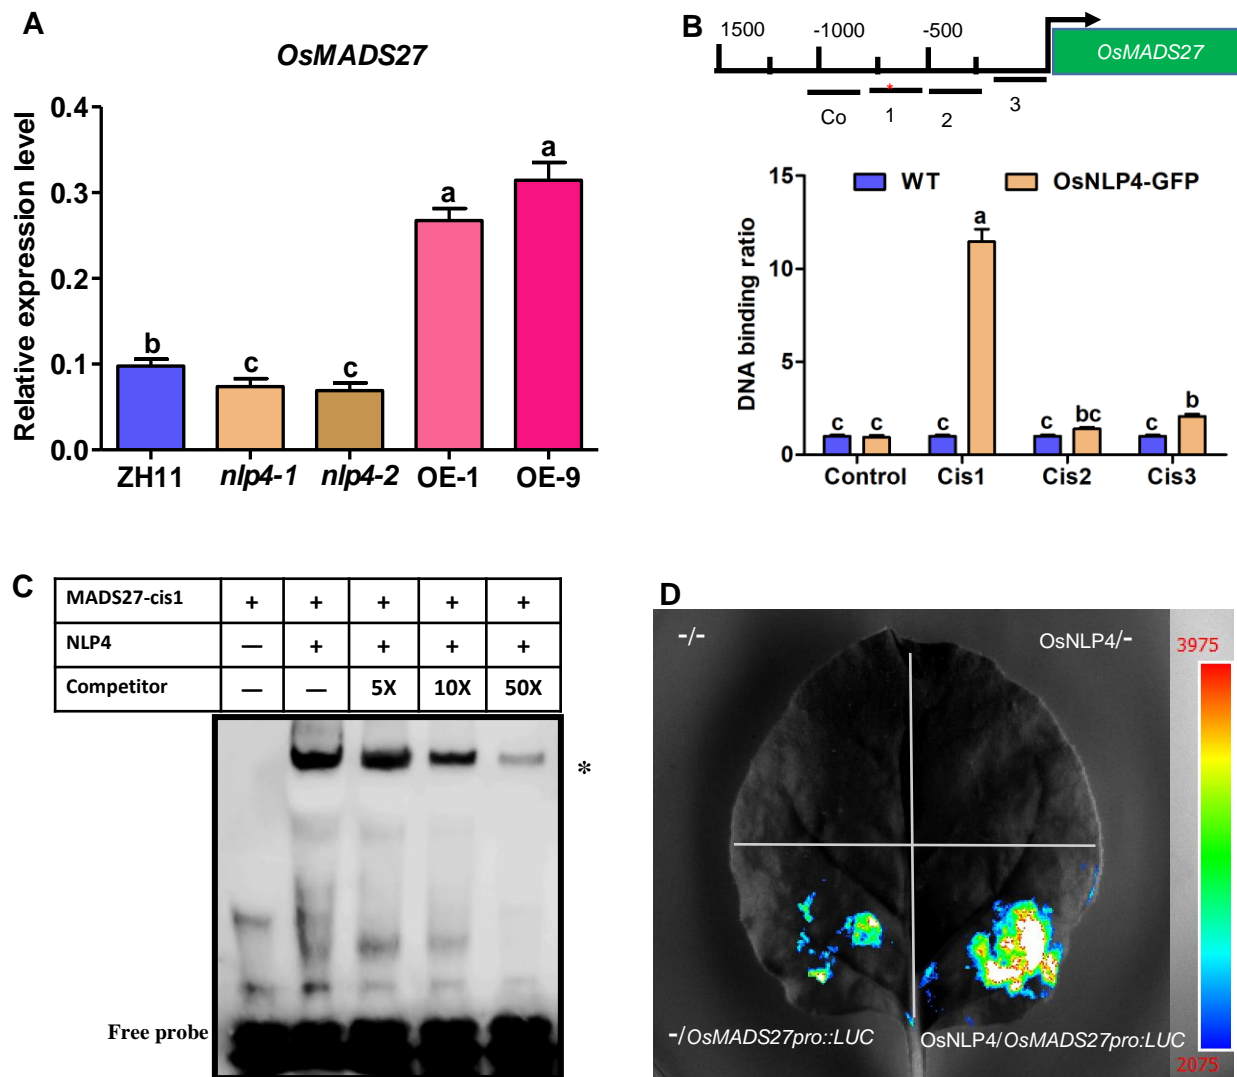 A
OsMADS27
Relative expression level
0.4
0.3
0.2
0.1
0.0
b
c
c
a
a
ZH11 nlp4-1 nlp4-2 OE-1 OE-9
B
1500 -1000 -500
OsMADS27
*
Co 1 2 3
WT OsNLP4-GFP
DNA binding ratio
15
10
5
0
c c c a c bc c b
Control Cis1 Cis2 Cis3
C
MADS27-cis1 + + + + +
NLP4 — + + + +
Competitor — — 5X 10X 50X
*
Free probe
D
-/- OsNLP4/-
-/OsMADS27pro::LUC OsNLP4/OsMADS27pro:LUC
3975
2075